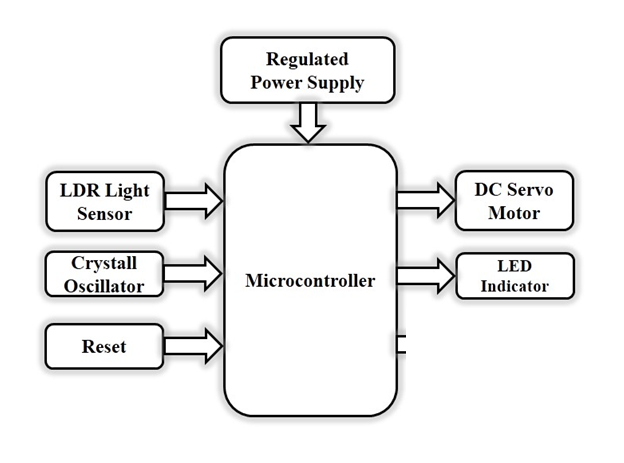 Regulated
Power Supply
LDR Light
Sensor
DC Servo
Motor
Crystall
Oscillator
Microcontroller
LED
Indicator
Reset